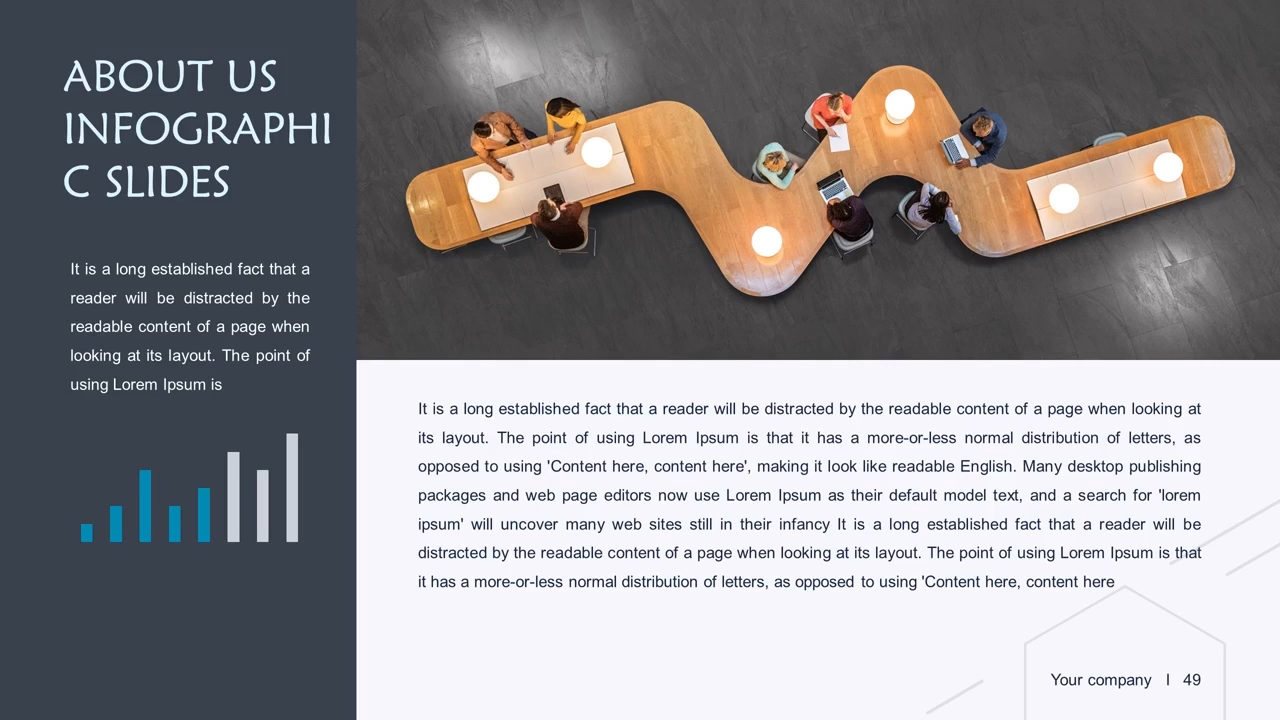 ABOUT US
INFOGRAPHI
C SLIDES
It is a long established fact that a
reader will be distracted by the
readable content of a page when
looking at its layout. The point of
using Lorem Ipsum is
It is a long established fact that a reader will be distracted by the readable content of a page when looking at
its layout. The point of using Lorem Ipsum is that it has a more-or-less normal distribution of letters, as
opposed to using 'Content here, content here', making it look like readable English. Many desktop publishing
packages and web page editors now use Lorem Ipsum as their default model text, and a search for 'lorem
ipsum' will uncover many web sites still in their infancy It is a long established fact that a reader will be
distracted by the readable content of a page when looking at its layout. The point of using Lorem Ipsum is that
it has a more-or-less normal distribution of letters, as opposed to using 'Content here, content here
Your company I 49